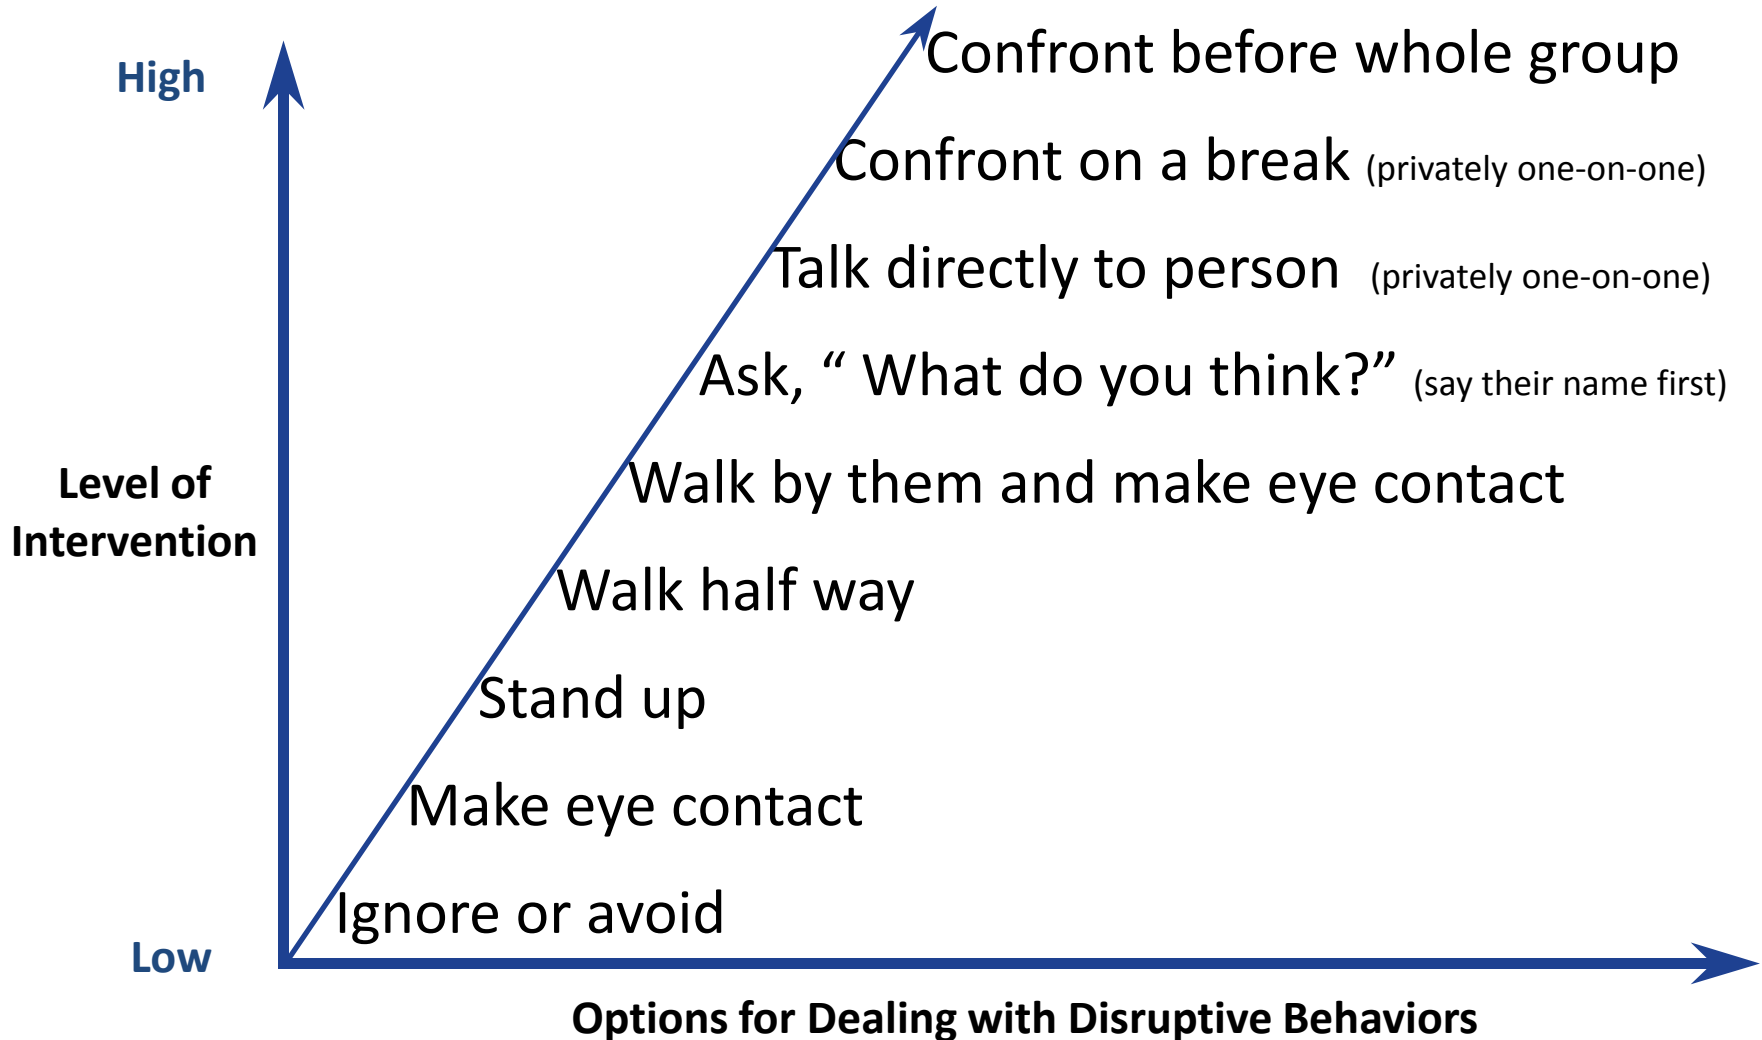 High
Confront before whole group
Confront on a break (privately one-on-one)
Talk directly to person (privately one-on-one)
Ask, “ What do you think?” (say their name first)
Walk by them and make eye contact
Level of
Intervention
Walk half way
Stand up
Make eye contact
Ignore or avoid
Low
Options for Dealing with Disruptive Behaviors